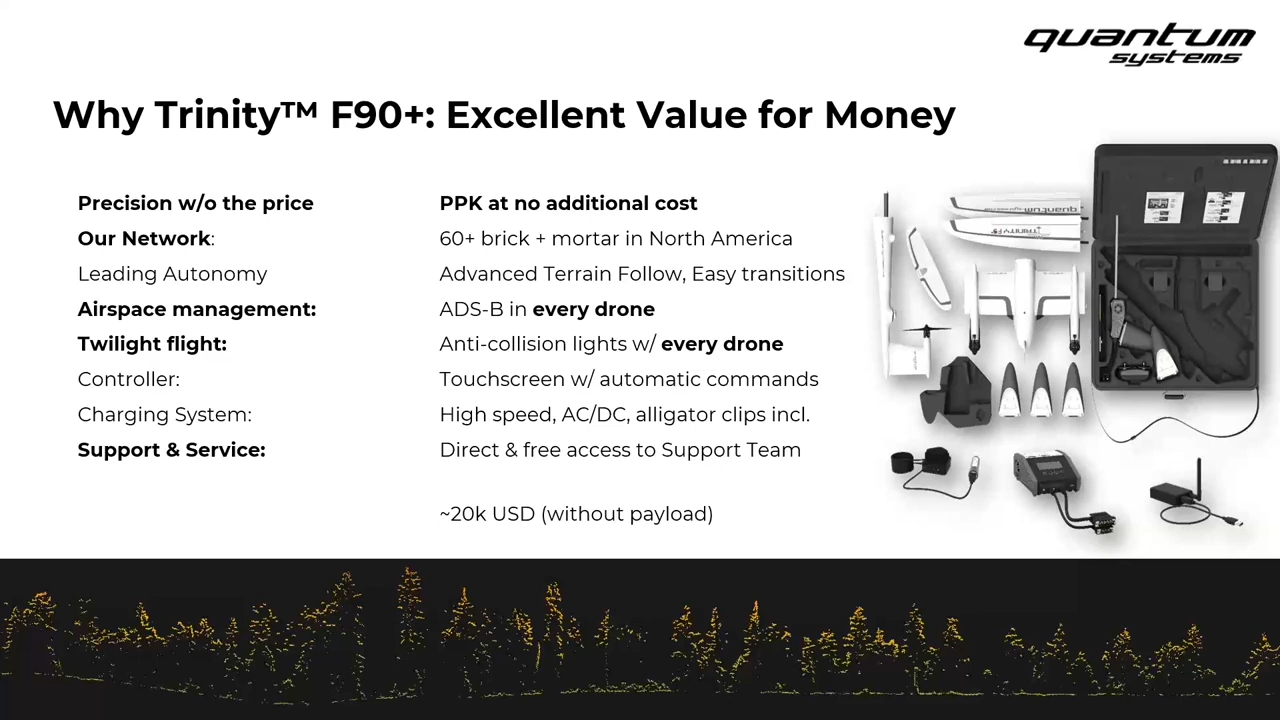 quantum
systems
Why Trinity™ F90+: Excellent Value for Money
Precision w/o the price
PPK at no additional cost
Our Network:
60+ brick + mortar in North America
Leading Autonomy
Advanced Terrain Follow, Easy transitions
Airspace management:
ADS-B in every drone
Twilight flight:
Anti-collision lights w/ every drone
Controller:
Touchscreen w/ automatic commands
Charging System:
High speed, AC/DC, alligator clips incl.
Support & Service:
Direct & free access to Support Team
~20k USD (without payload)
quantum
TRINITY